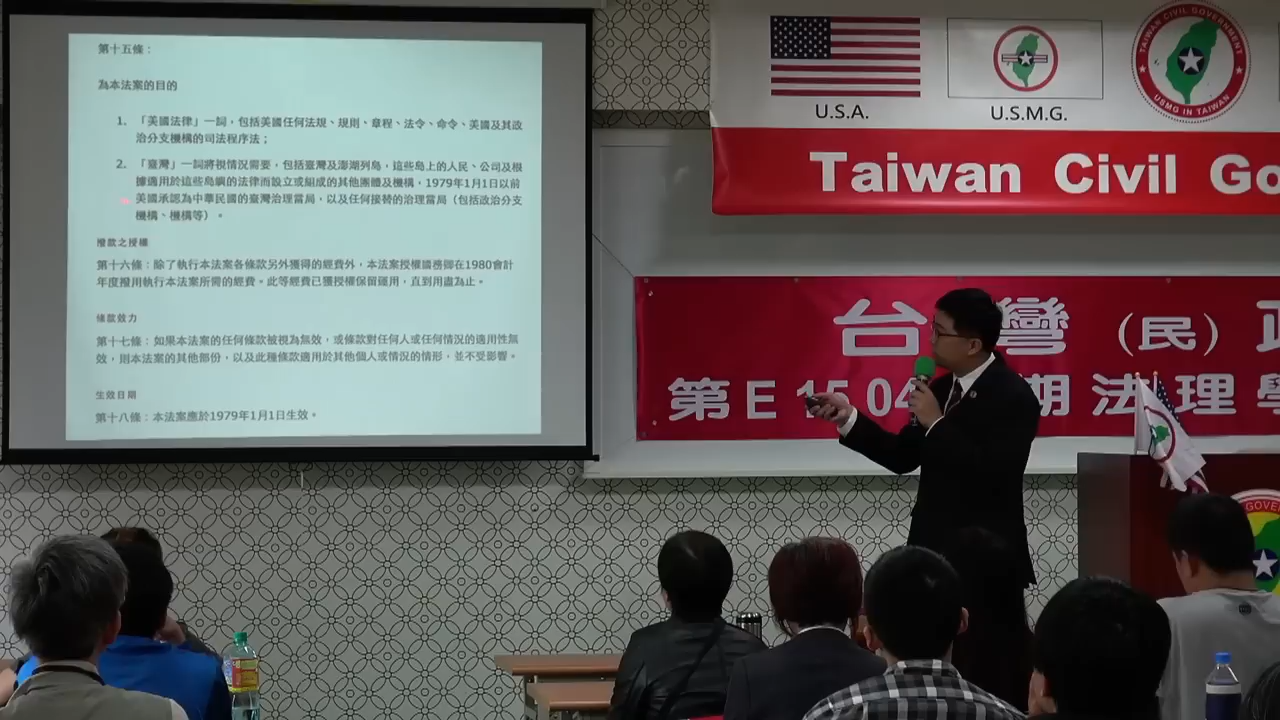 第十五條：
為本法案的目的
1. 「美國法律」一詞，包括美國任何法規、規則、章程、法令、命令、美國及其政
治分支機構的司法程序法；
2. 「臺灣」一詞將視情況需要，包括臺灣及澎湖列島，這些島上的人民、公司及根
據適用於這些島嶼的法律而設立或組成的其他團體及機構，1979年1月1日以前
美國承認為中華民國的臺灣治理當局，以及任何接替的治理當局（包括政治分支
機構、機構等）。
撥款之授權
第十六條：除了執行本法案各條款另外獲得的經費外，本法案授權國務卿在1980會計
年度撥用執行本法案所需的經費。此等經費已獲授權保留運用，直到用盡為止。
條款效力
第十七條：如果本法案的任何條款被視為無效，或條款對任何人或任何情況的適用性無
效，則本法案的其他部份，以及此種條款適用於其他個人或情況的情形，並不受影響。
生效日期
第十八條：本法案應於1979年1月1日生效。
U.S.A.
U.S.M.G.
TAIWAN CIVIL GOVERNMENT
USMG IN TAIWAN
Taiwan Civil Go
台灣（民）政
第E 15 04 期法理學
GOVE